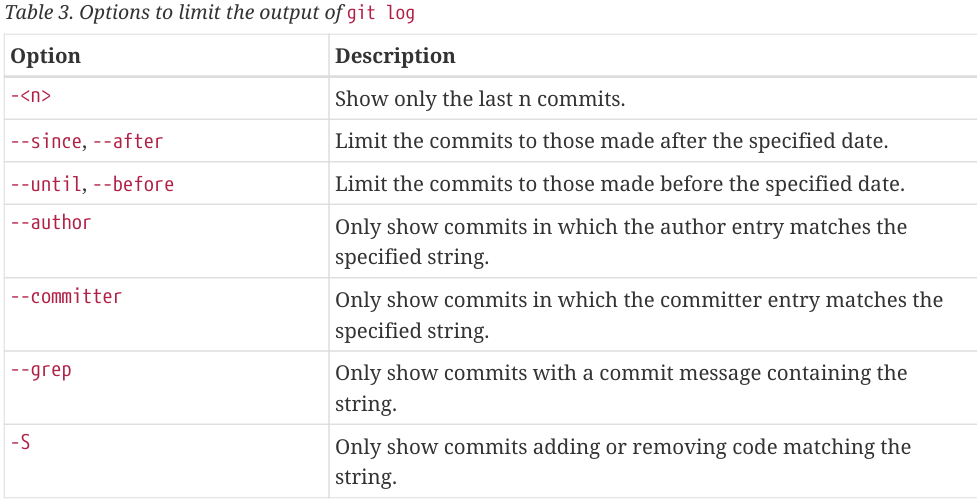 Table 3. Options to limit the output of git log
Option Description
-<n> Show only the last n commits.
--since, --after Limit the commits to those made after the specified date.
--until, --before Limit the commits to those made before the specified date.
--author Only show commits in which the author entry matches the
specified string.
--committer Only show commits in which the committer entry matches the
specified string.
--grep Only show commits with a commit message containing the
string.
-S Only show commits adding or removing code matching the
string.